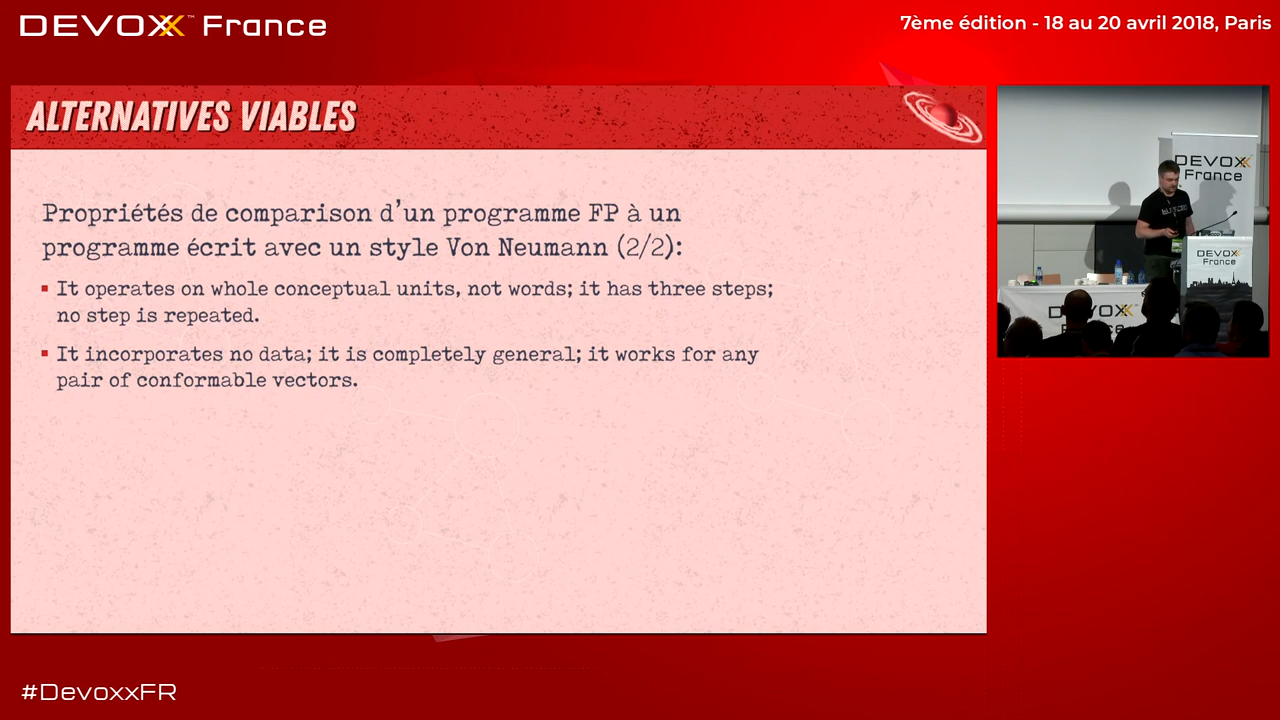 DEVOXX™ France
7ème édition - 18 au 20 avril 2018, Paris
ALTERNATIVES VIABLES
Propriétés de comparison d'un programme FP à un
programme écrit avec un style Von Neumann (2/2):
▪ It operates on whole conceptual units, not words; it has three steps;
no step is repeated.
▪ It incorporates no data; it is completely general; it works for any
pair of conformable vectors.
DEVOXX
France
DEVOXX
France
DEVOXX
France
#DevoxxFR